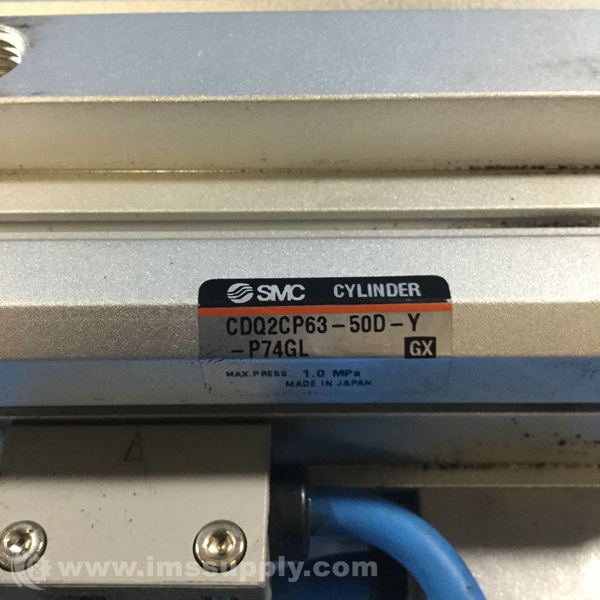 SMC CYLINDER
CDQ2CP63-50D-Y
-P74GL GX
MAX.PRESS. 1.0 MPa
MADE IN JAPAN
www.imssupply.com